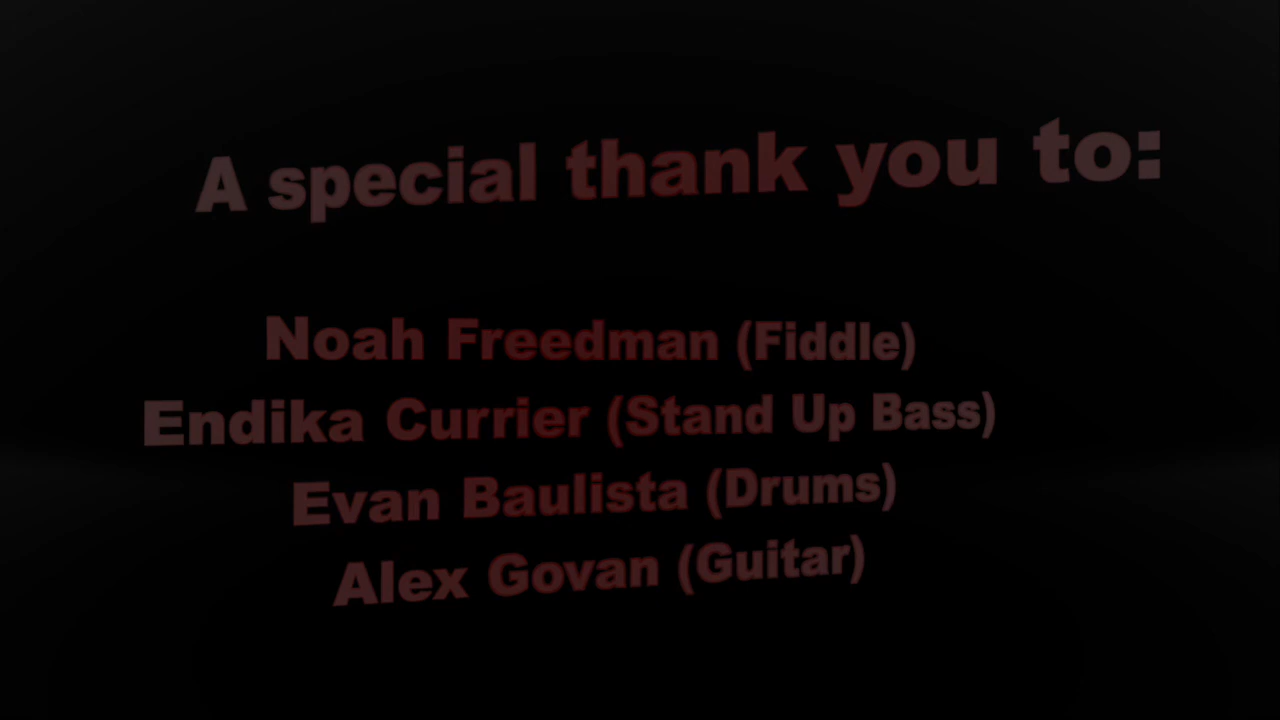 A special thank you to:
Noah Freedman (Fiddle)
Endika Currier (Stand Up Bass)
Evan Baulista (Drums)
Alex Govan (Guitar)